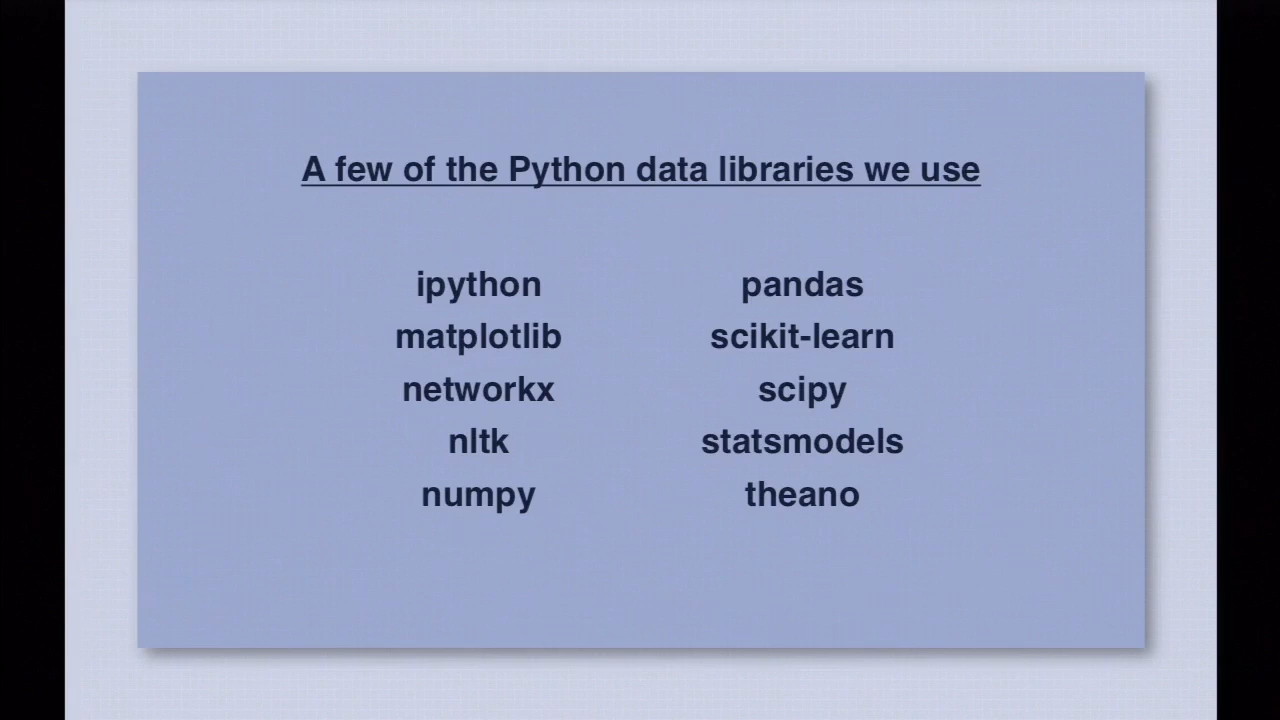 A few of the Python data libraries we use
ipython
matplotlib
networkx
nltk
numpy
pandas
scikit-learn
scipy
statsmodels
theano